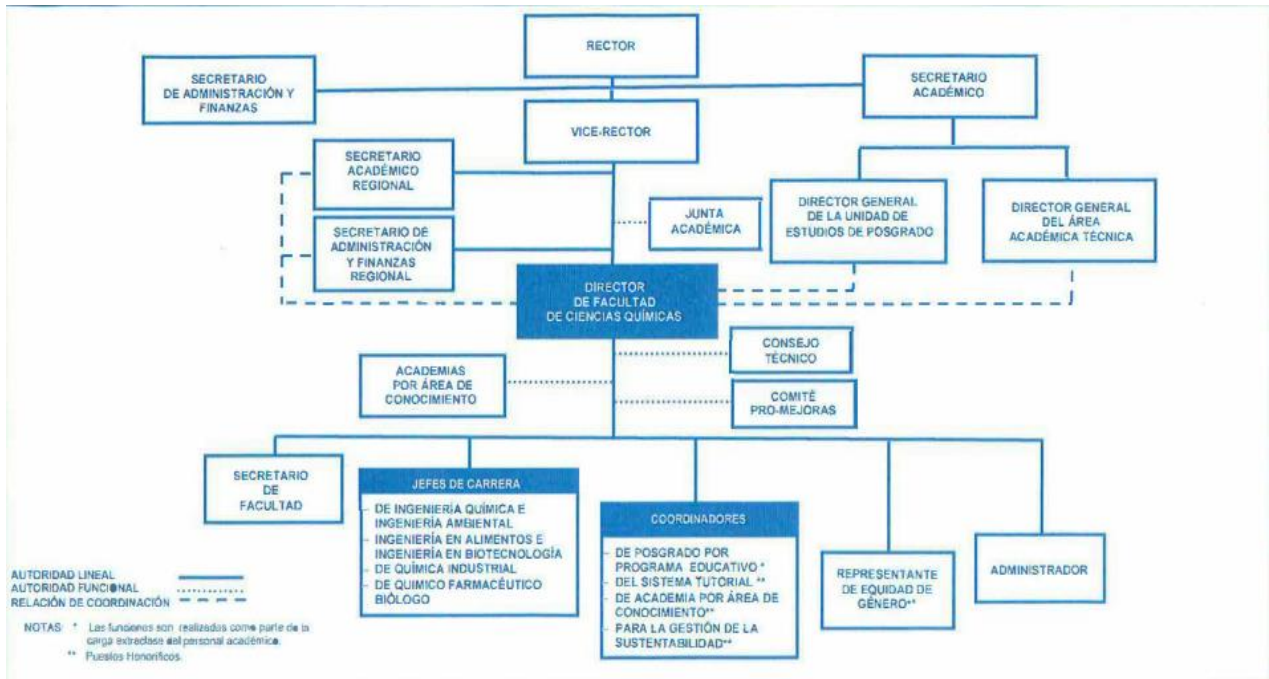 RECTOR
SECRETARIO
DE ADMINISTRACIÓN Y
FINANZAS
SECRETARIO
ACADÉMICO
VICE-RECTOR
SECRETARIO
ACADÉMICO
REGIONAL
JUNTA
ACADÉMICA
DIRECTOR GENERAL
DE LA UNIDAD DE
ESTUDIOS DE POSGRADO
DIRECTOR GENERAL
DEL ÁREA
ACADÉMICA TÉCNICA
SECRETARIO DE
ADMINISTRACIÓN
Y FINANZAS
REGIONAL
DIRECTOR
DE FACULTAD
DE CIENCIAS QUÍMICAS
CONSEJO
TÉCNICO
ACADEMIAS
POR ÁREA DE
CONOCIMIENTO
COMITÉ
PRO-MEJORAS
SECRETARIO
DE
FACULTAD
JEFES DE CARRERA
– DE INGENIERÍA QUÍMICA E
INGENIERÍA AMBIENTAL
– INGENIERÍA EN ALIMENTOS E
INGENIERÍA EN BIOTECNOLOGÍA
– DE QUÍMICA INDUSTRIAL
– DE QUIMICO FARMACÉUTICO
BIÓLOGO
COORDINADORES
– DE POSGRADO POR
PROGRAMA EDUCATIVO *
– DEL SISTEMA TUTORIAL **
– DE ACADEMIA POR ÁREA DE
CONOCIMIENTO**
– PARA LA GESTIÓN DE LA
SUSTENTABILIDAD**
REPRESENTANTE
DE EQUIDAD DE
GÉNERO**
ADMINISTRADOR
AUTORIDAD LINEAL
AUTORIDAD FUNCIONAL
RELACIÓN DE COORDINACIÓN
NOTAS: * Las funciones son realizadas como parte de la
carga extraclase del personal académico.
** Puestos Honoríficos.